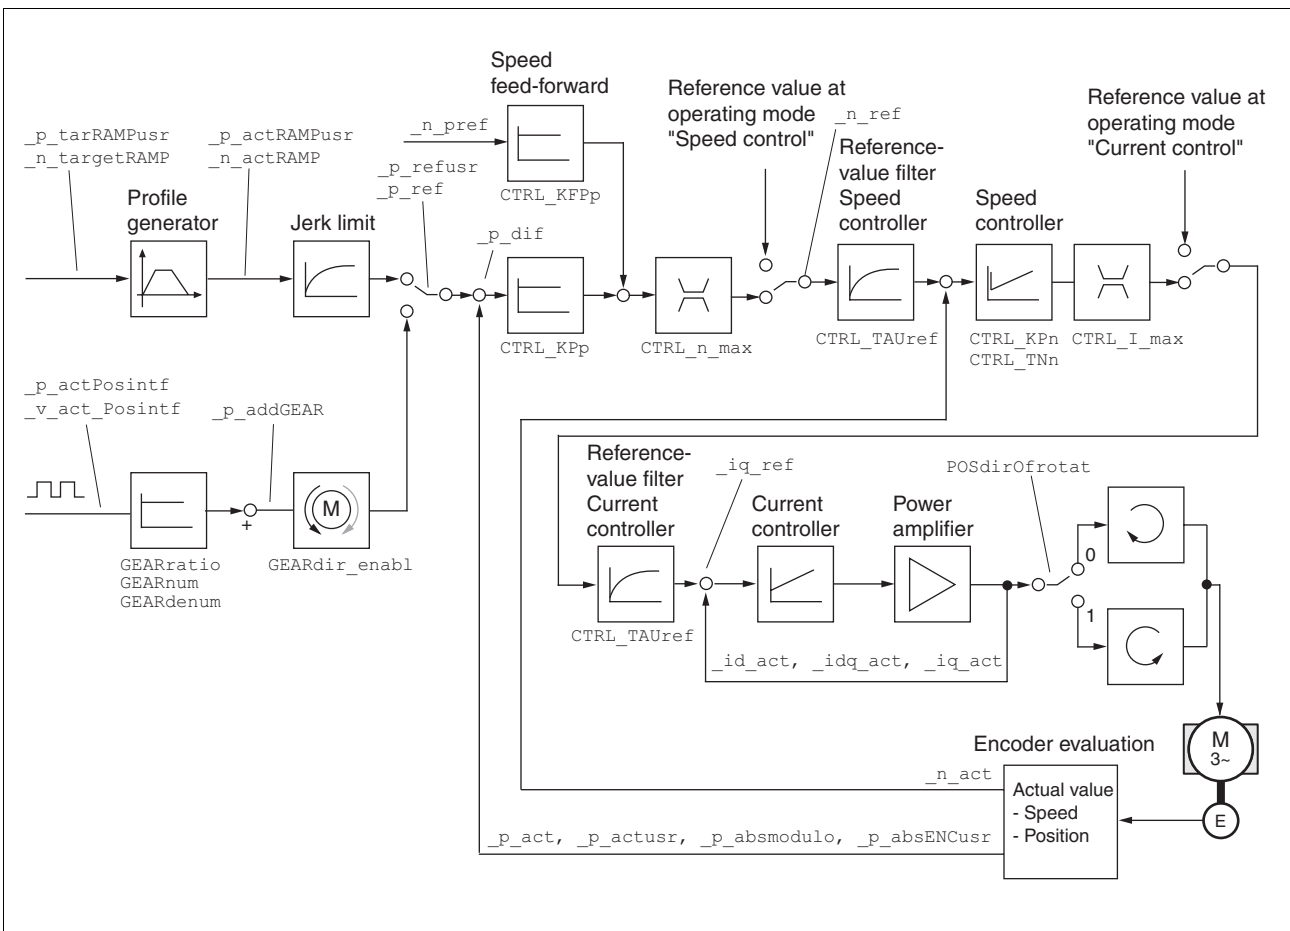 Speed
feed-forward
_n_pref
CTRL_KFPp
Reference value at
operating mode
"Speed control"
_n_ref
Reference value at
operating mode
"Current control"
_p_tarRAMPusr
_n_targetRAMP
_p_actRAMPusr
_n_actRAMP
_p_refusr
_p_ref
Profile
generator
Jerk limit
_p_dif
CTRL_KPp
CTRL_n_max
Reference-
value filter
Speed
controller
CTRL_TAUref
Speed
controller
CTRL_KPn
CTRL_TNn
CTRL_I_max
_p_actPosintf
_v_act_Posintf
_p_addGEAR
+
M
GEARratio
GEARnum
GEARdenum
GEARdir_enabl
Reference-
value filter
Current
controller
CTRL_TAUref
_iq_ref
Current
controller
Power
amplifier
POSdirOfrotat
0
1
_id_act, _idq_act, _iq_act
M
3~
E
Encoder evaluation
Actual value
- Speed
- Position
_n_act
_p_act, _p_actusr, _p_absmodulo, _p_absENCusr